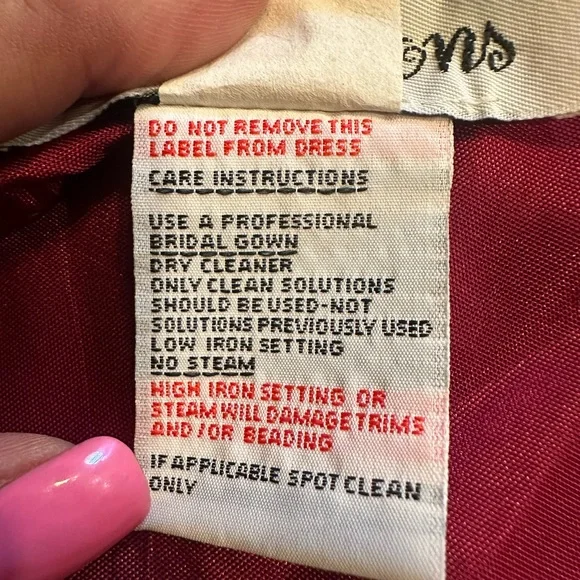 ons
DO NOT REMOVE THIS
LABEL FROM DRESS
CARE INSTRUCTIONS
USE A PROFESSIONAL
BRIDAL GOWN
DRY CLEANER
ONLY CLEAN SOLUTIONS
SHOULD BE USED-NOT
SOLUTIONS PREVIOUSLY USED
LOW IRON SETTING
NO STEAM
HIGH IRON SETTING OR
STEAM WILL DAMAGE TRIMS
AND/OR BEADING
IF APPLICABLE SPOT CLEAN
ONLY